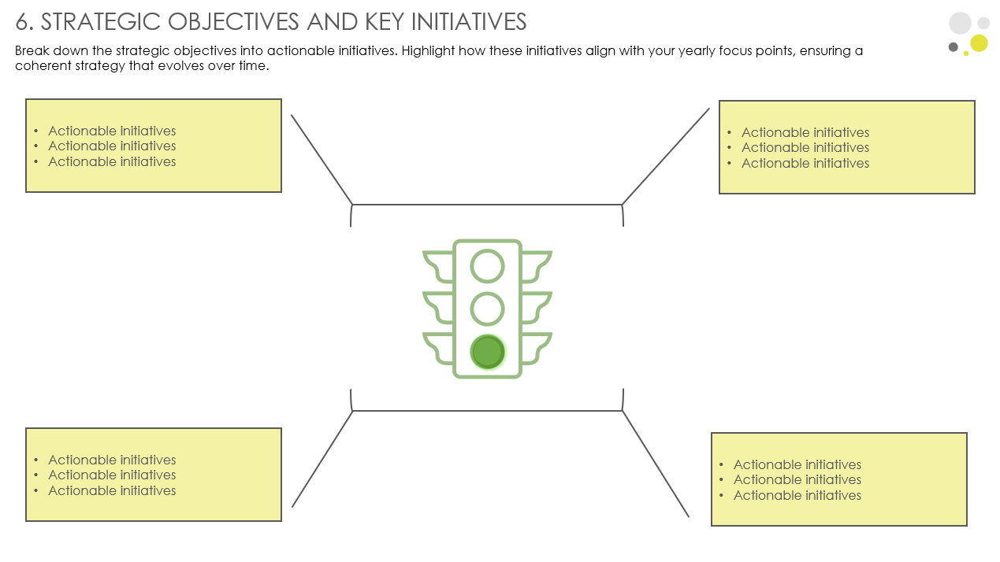 6. STRATEGIC OBJECTIVES AND KEY INITIATIVES
Break down the strategic objectives into actionable initiatives. Highlight how these initiatives align with your yearly focus points, ensuring a
coherent strategy that evolves over time.
• Actionable initiatives
• Actionable initiatives
• Actionable initiatives
• Actionable initiatives
• Actionable initiatives
• Actionable initiatives
• Actionable initiatives
• Actionable initiatives
• Actionable initiatives
• Actionable initiatives
• Actionable initiatives
• Actionable initiatives